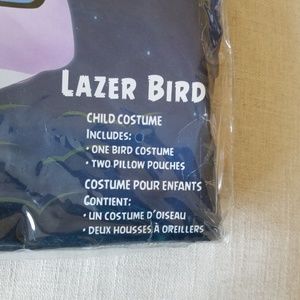 LAZER BIRD
CHILD COSTUME
INCLUDES:
• ONE BIRD COSTUME
• TWO PILLOW POUCHES
COSTUME POUR ENFANTS
CONTIENT:
• UN COSTUME D'OISEAU
• DEUX HOUSSES À OREILLERS